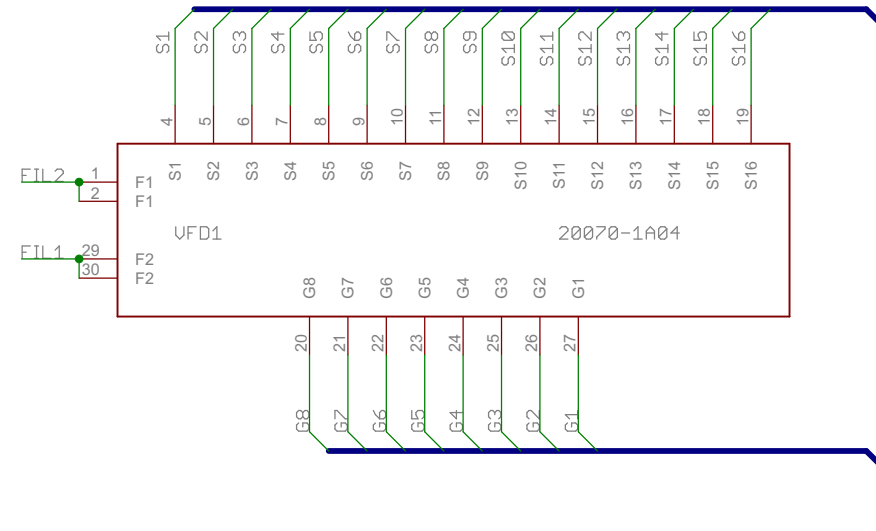 S1 S2 S3 S4 S5 S6 S7 S8 S9 S10 S11 S12 S13 S14 S15 S16
4 5 6 7 8 9 10 11 12 13 14 15 16 17 18 19
S1 S2 S3 S4 S5 S6 S7 S8 S9 S10 S11 S12 S13 S14 S15 S16
FIL2 1 F1
2 F1
VFD1 20070-1A04
FIL1 29 F2
30 F2
G8 G7 G6 G5 G4 G3 G2 G1
20 21 22 23 24 25 26 27
G8 G7 G6 G5 G4 G3 G2 G1